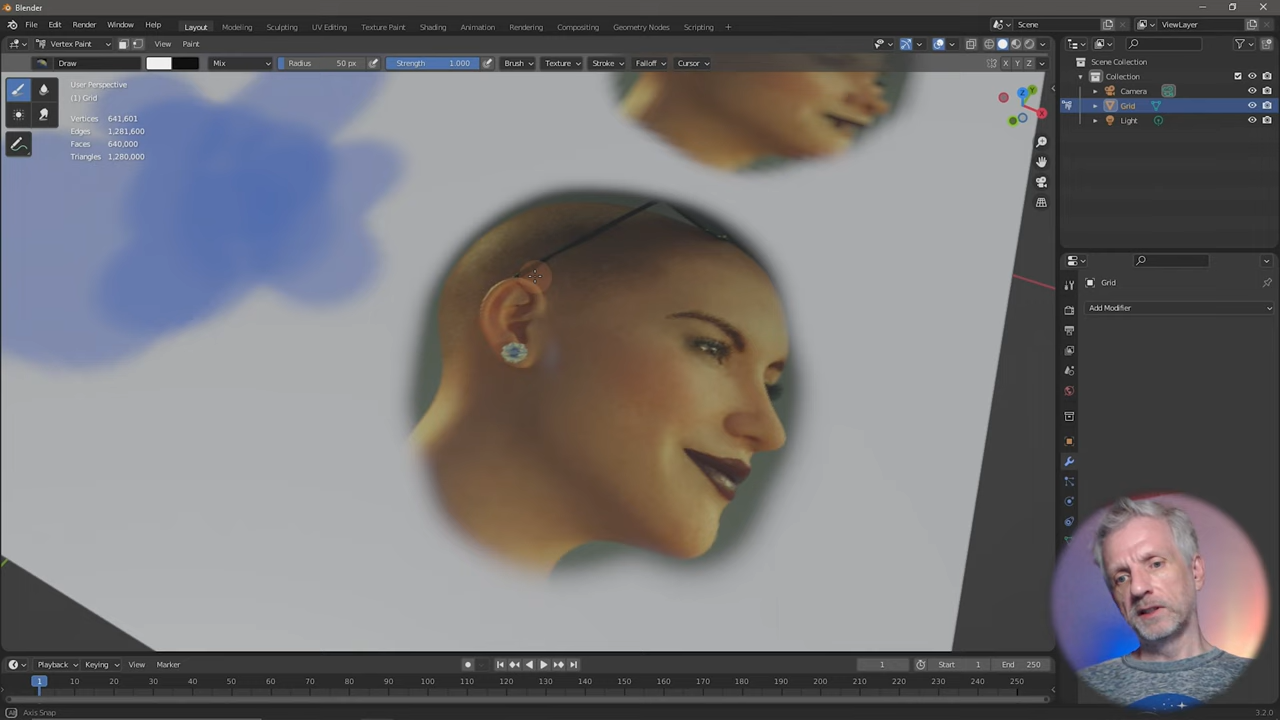 Blender
File Edit Render Window Help Layout Modeling Sculpting UV Editing Texture Paint Shading Animation Rendering Compositing Geometry Nodes Scripting + Scene ViewLayer
Vertex Paint View Paint
Draw Mix Radius 50 px Strength 1.000 Brush Texture Stroke Falloff Cursor X Y Z
User Perspective
(1) Grid
Vertices 641,601
Edges 1,281,600
Faces 640,000
Triangles 1,280,000
Z
X
Scene Collection
Collection
Camera
Grid
Light
Grid
Add Modifier
Playback Keying View Marker 1 Start 1 End 250
1 10 20 30 40 50 60 70 80 90 100 110 120 130 140 150 160 170 180 190 200 210 220 230 240 250
Axis Snap 3.2.0